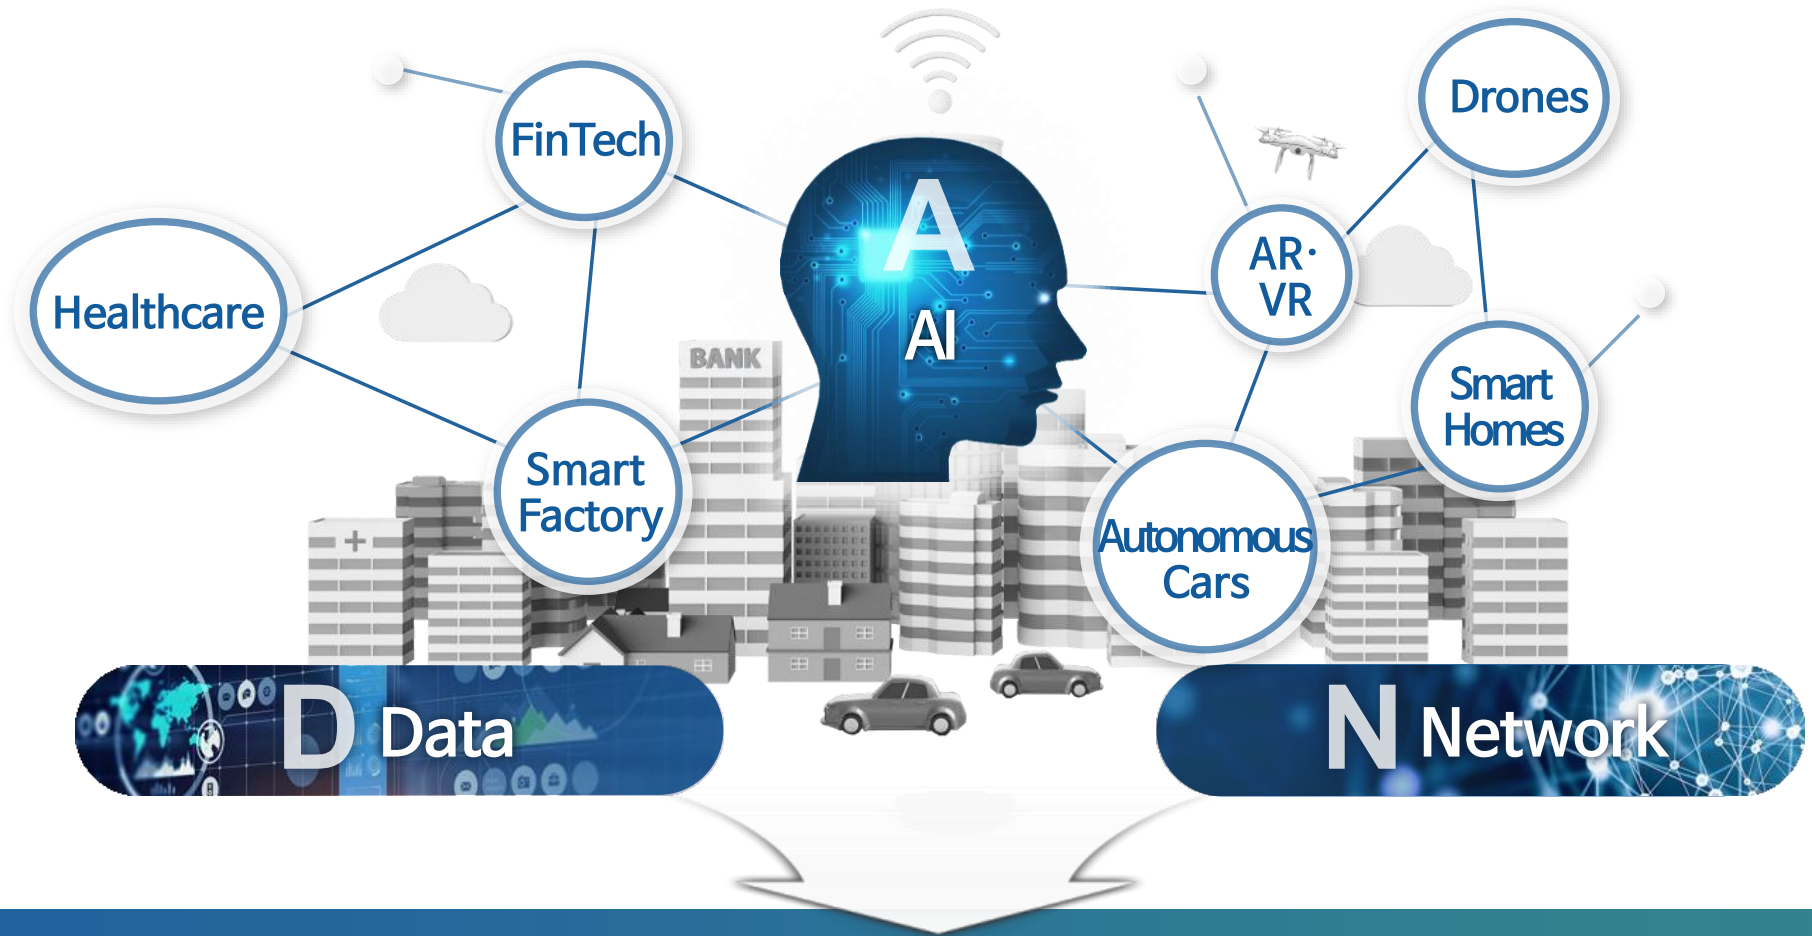 FinTech
Drones
A
AI
AR·
VR
Healthcare
BANK
Smart
Homes
Smart
Factory
Autonomous
Cars
D Data
N Network